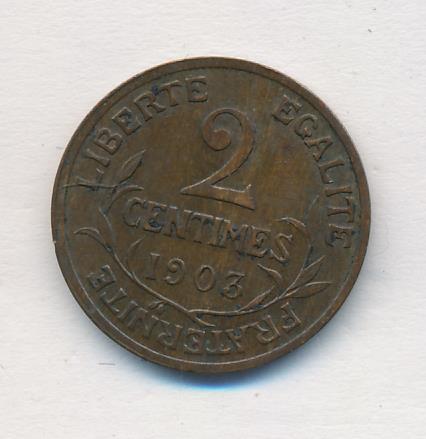 LIBERTE EGALITE FRATERNITE
2
CENTIMES
1903